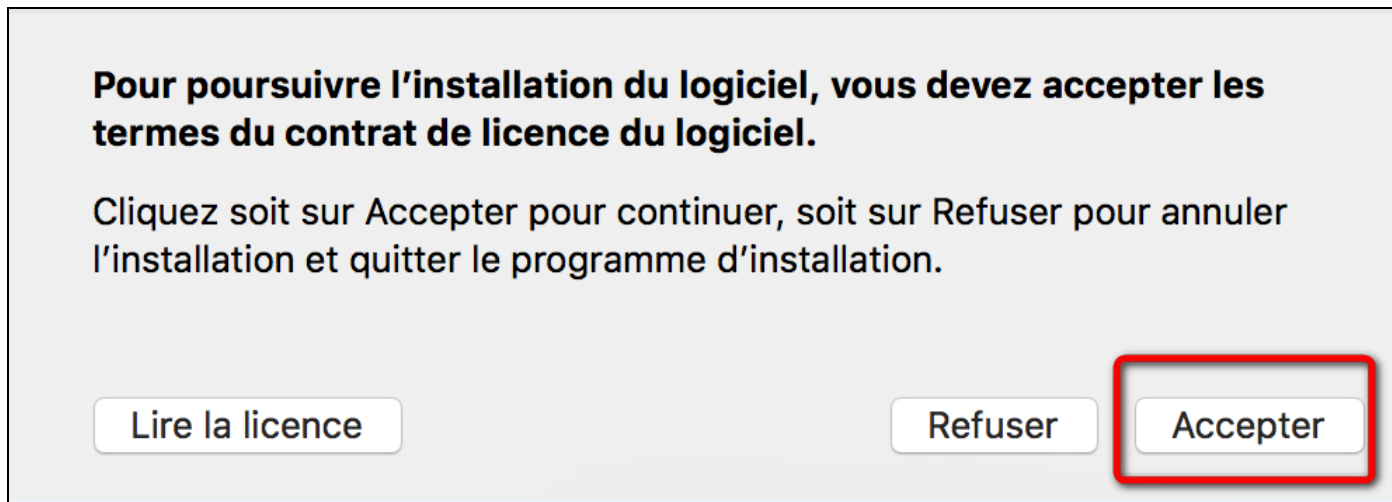 Pour poursuivre l’installation du logiciel, vous devez accepter les
termes du contrat de licence du logiciel.
Cliquez soit sur Accepter pour continuer, soit sur Refuser pour annuler
l’installation et quitter le programme d’installation.
Lire la licence
Refuser
Accepter